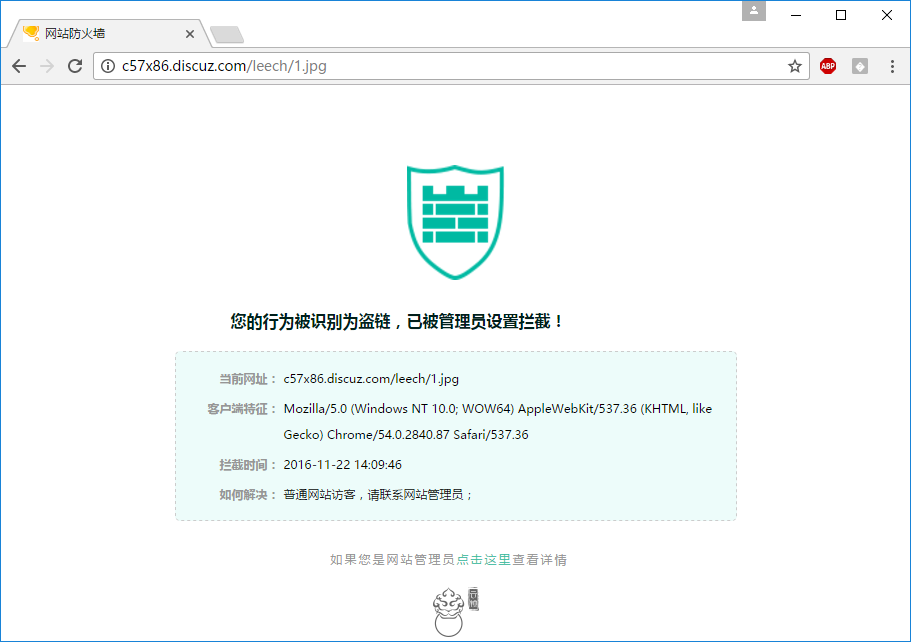 网站防火墙
c57x86.discuz.com/leech/1.jpg
ABP
您的行为被识别为盗链，已被管理员设置拦截！
当前网址： c57x86.discuz.com/leech/1.jpg
客户端特征： Mozilla/5.0 (Windows NT 10.0; WOW64) AppleWebKit/537.36 (KHTML, like
Gecko) Chrome/54.0.2840.87 Safari/537.36
拦截时间： 2016-11-22 14:09:46
如何解决： 普通网站访客，请联系网站管理员；
如果您是网站管理员点击这里查看详情